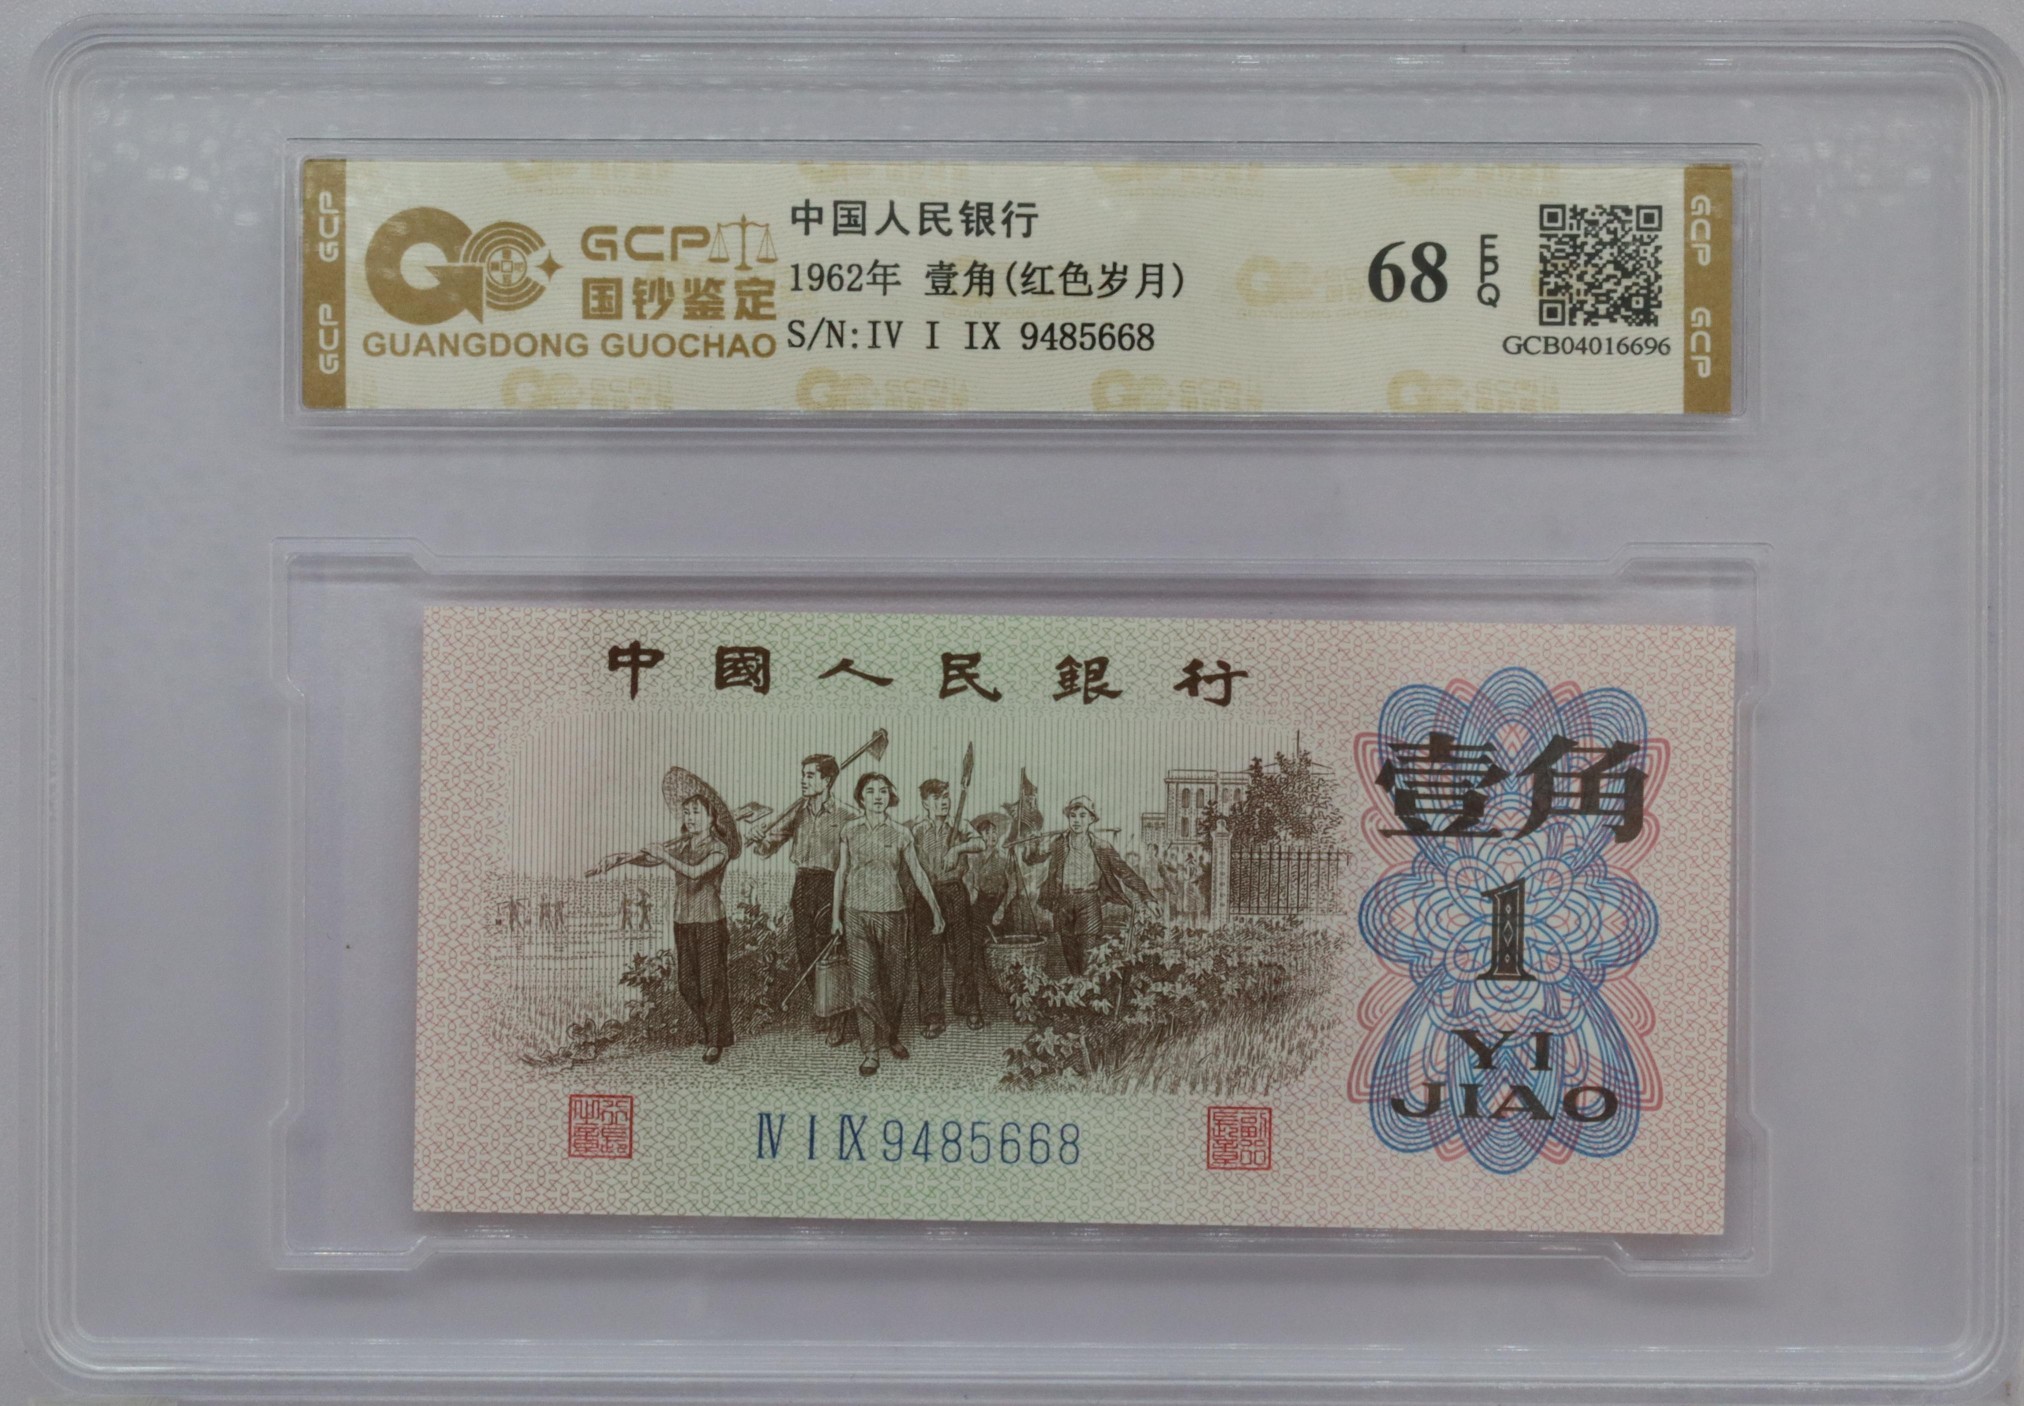 GCP
GCP
GCP
国钞鉴定
GUANGDONG GUOCHAO
中国人民银行
1962年 壹角(红色岁月)
S/N:IV I IX 9485668
68
EPQ
GCB04016696
GCP
GCP
中國人民銀行
壹角
1
YI
JIAO
Ⅳ Ⅰ Ⅸ 9485668